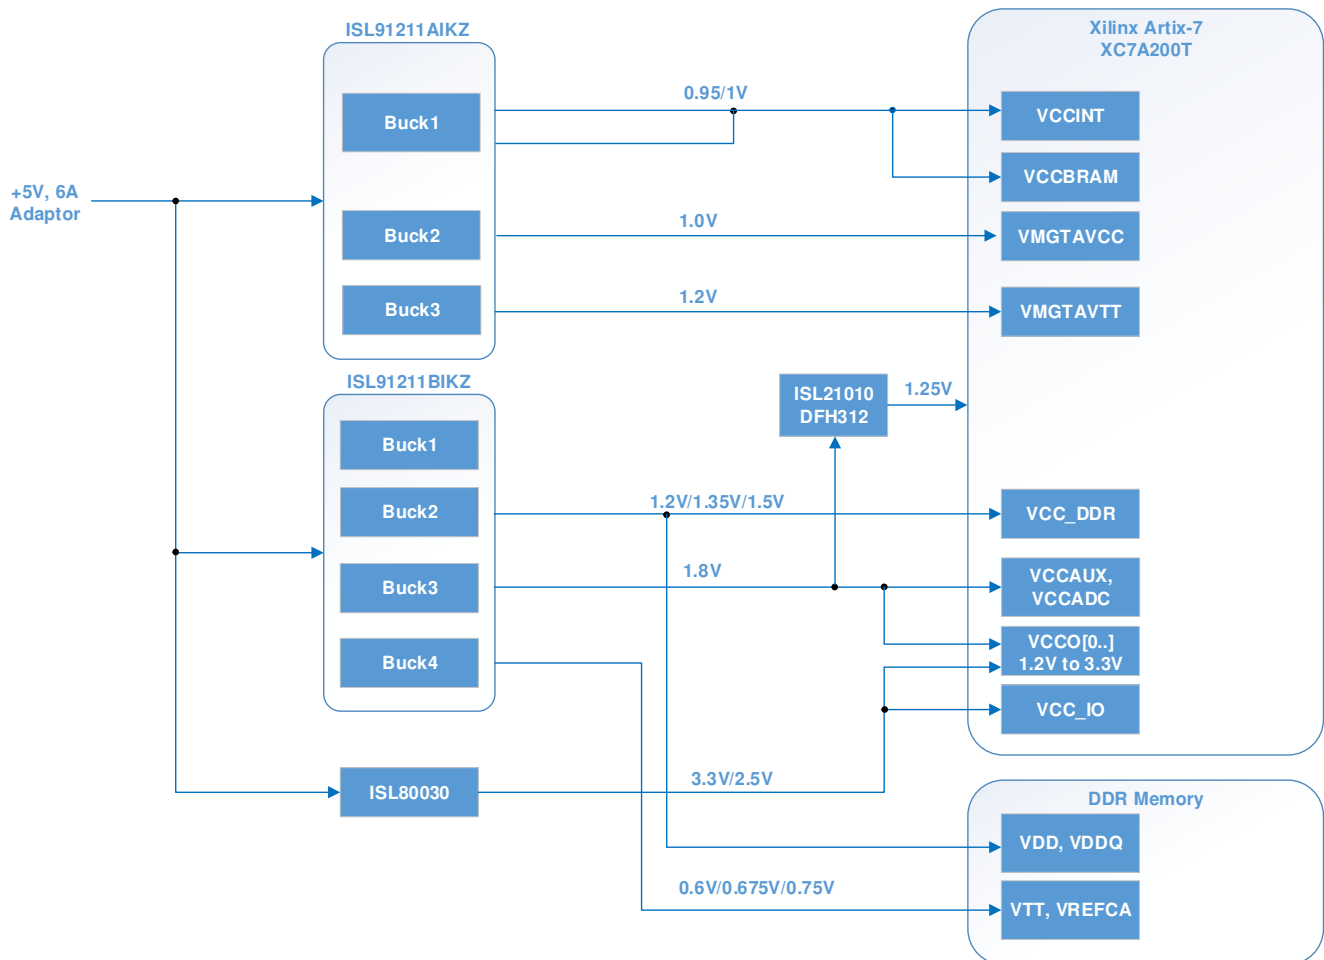 ISL91211AIKZ
Xilinx Artix-7
XC7A200T
0.95/1V
Buck1
VCCINT
VCCBRAM
+5V, 6A
Adaptor
1.0V
Buck2
VMGTAVCC
1.2V
Buck3
VMGTAVTT
ISL91211BIKZ
ISL21010
DFH312
1.25V
Buck1
1.2V/1.35V/1.5V
Buck2
VCC_DDR
1.8V
Buck3
VCCAUX,
VCCADC
VCCO[0..]
1.2V to 3.3V
Buck4
VCC_IO
3.3V/2.5V
ISL80030
DDR Memory
VDD, VDDQ
0.6V/0.675V/0.75V
VTT, VREFCA